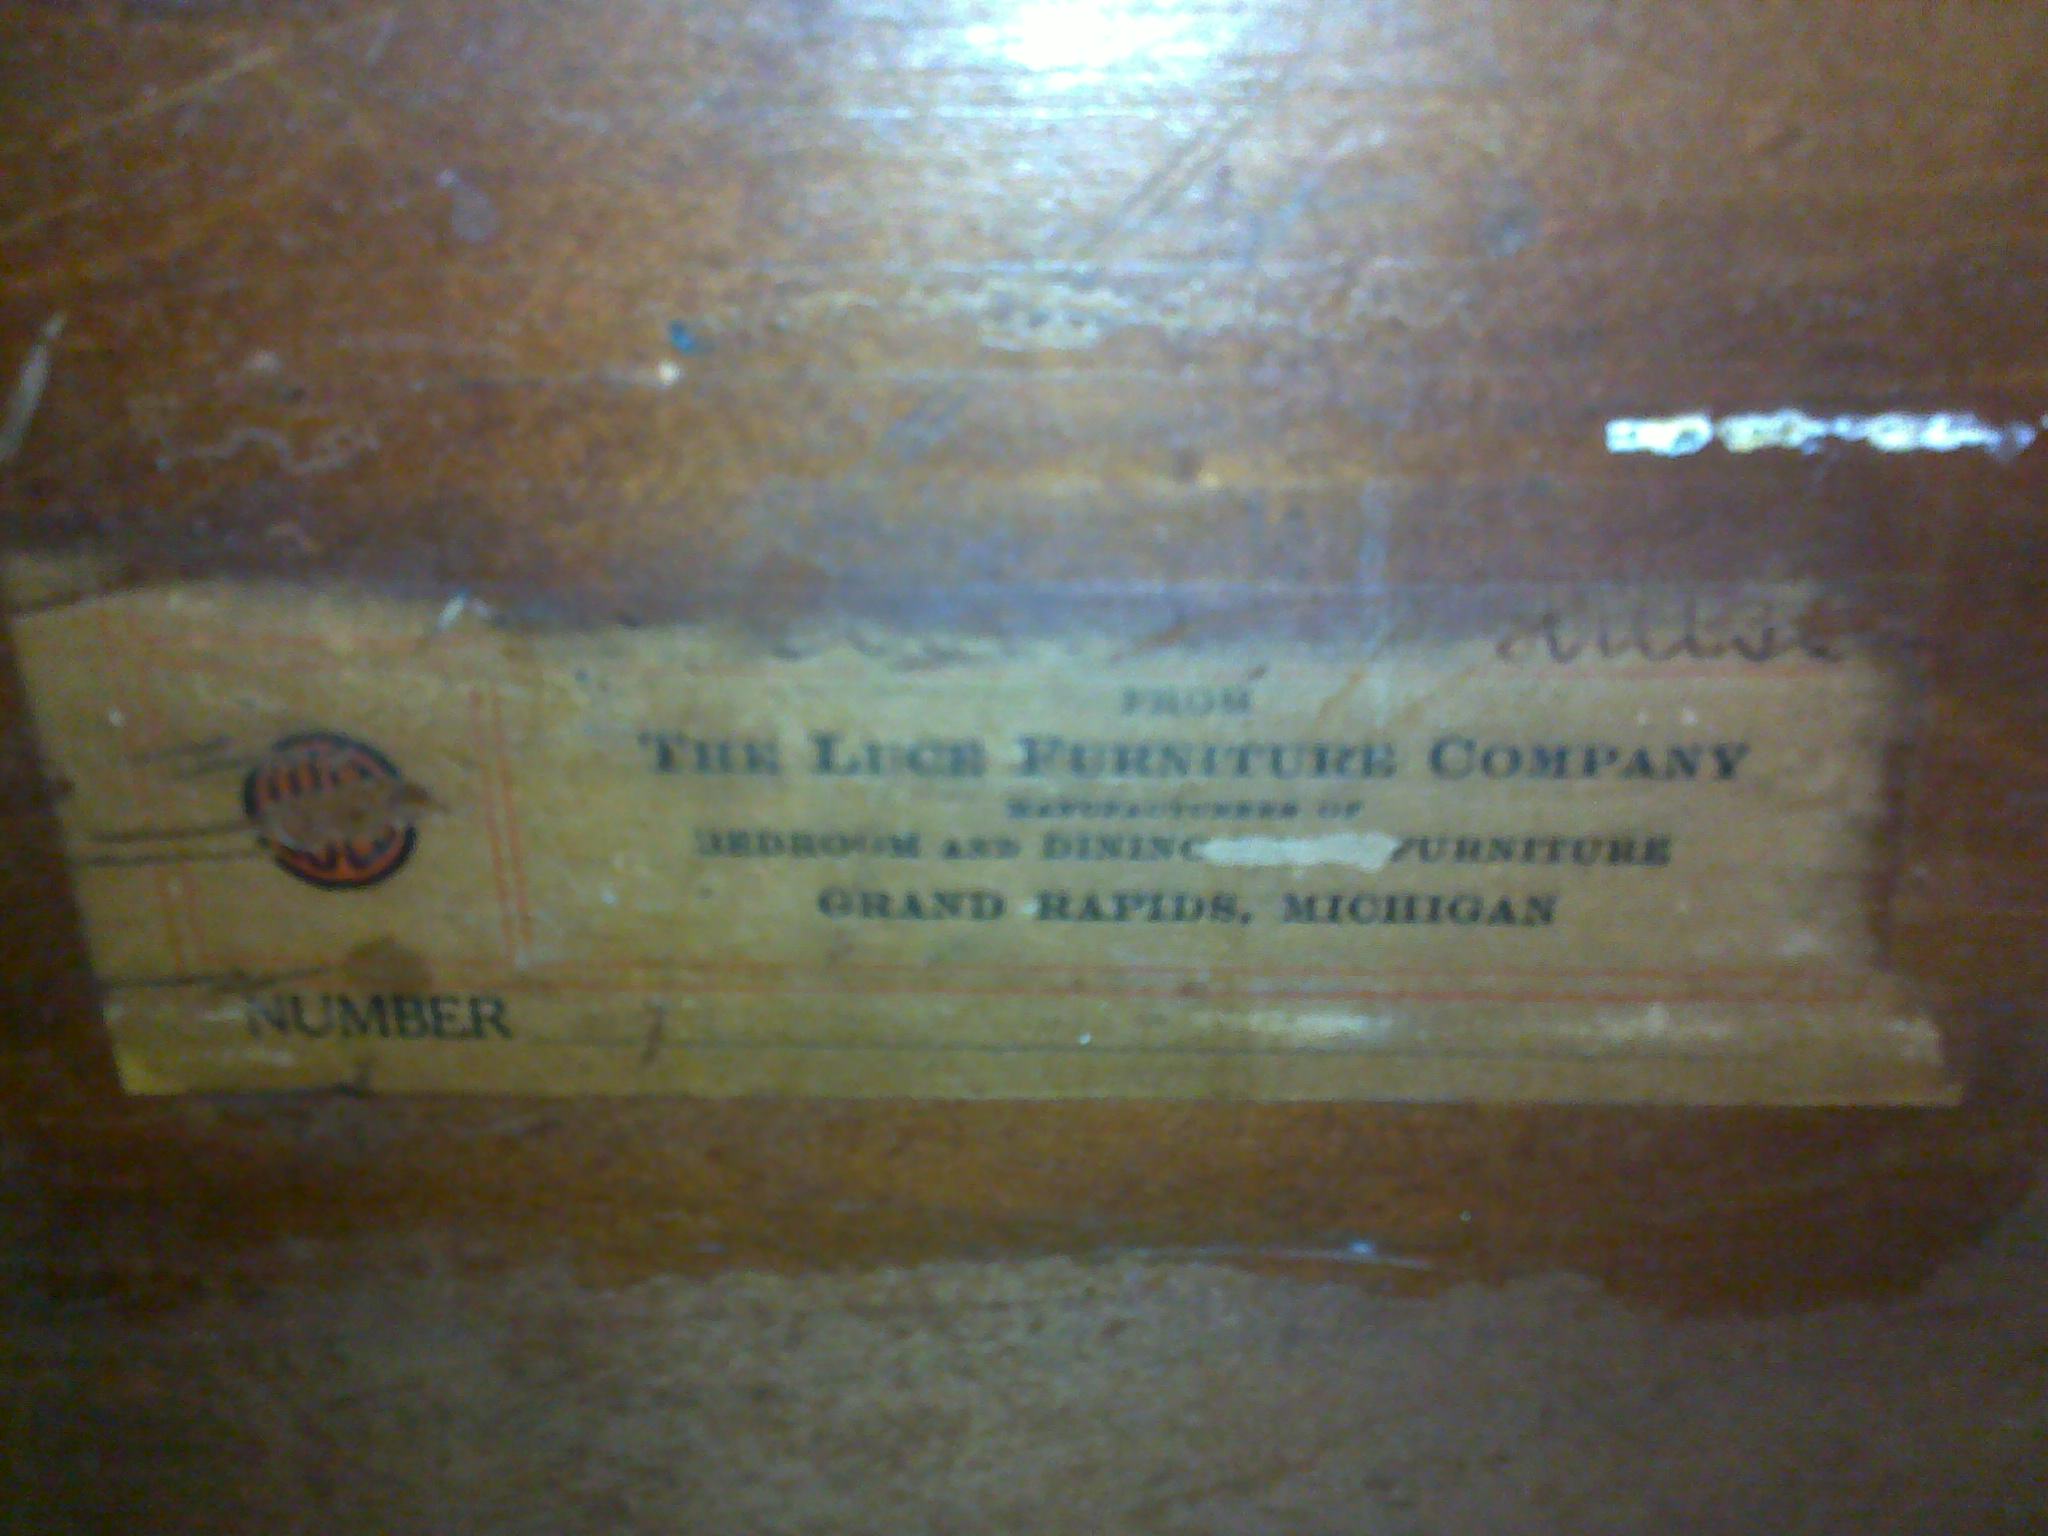 FROM
THE LUCE FURNITURE COMPANY
MANUFACTURERS OF
BEDROOM AND DINING FURNITURE
GRAND RAPIDS, MICHIGAN
NUMBER